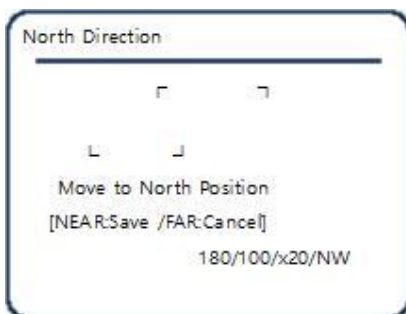 North Direction
Move to North Position
[NEAR:Save /FAR:Cancel]
180/100/x20/NW